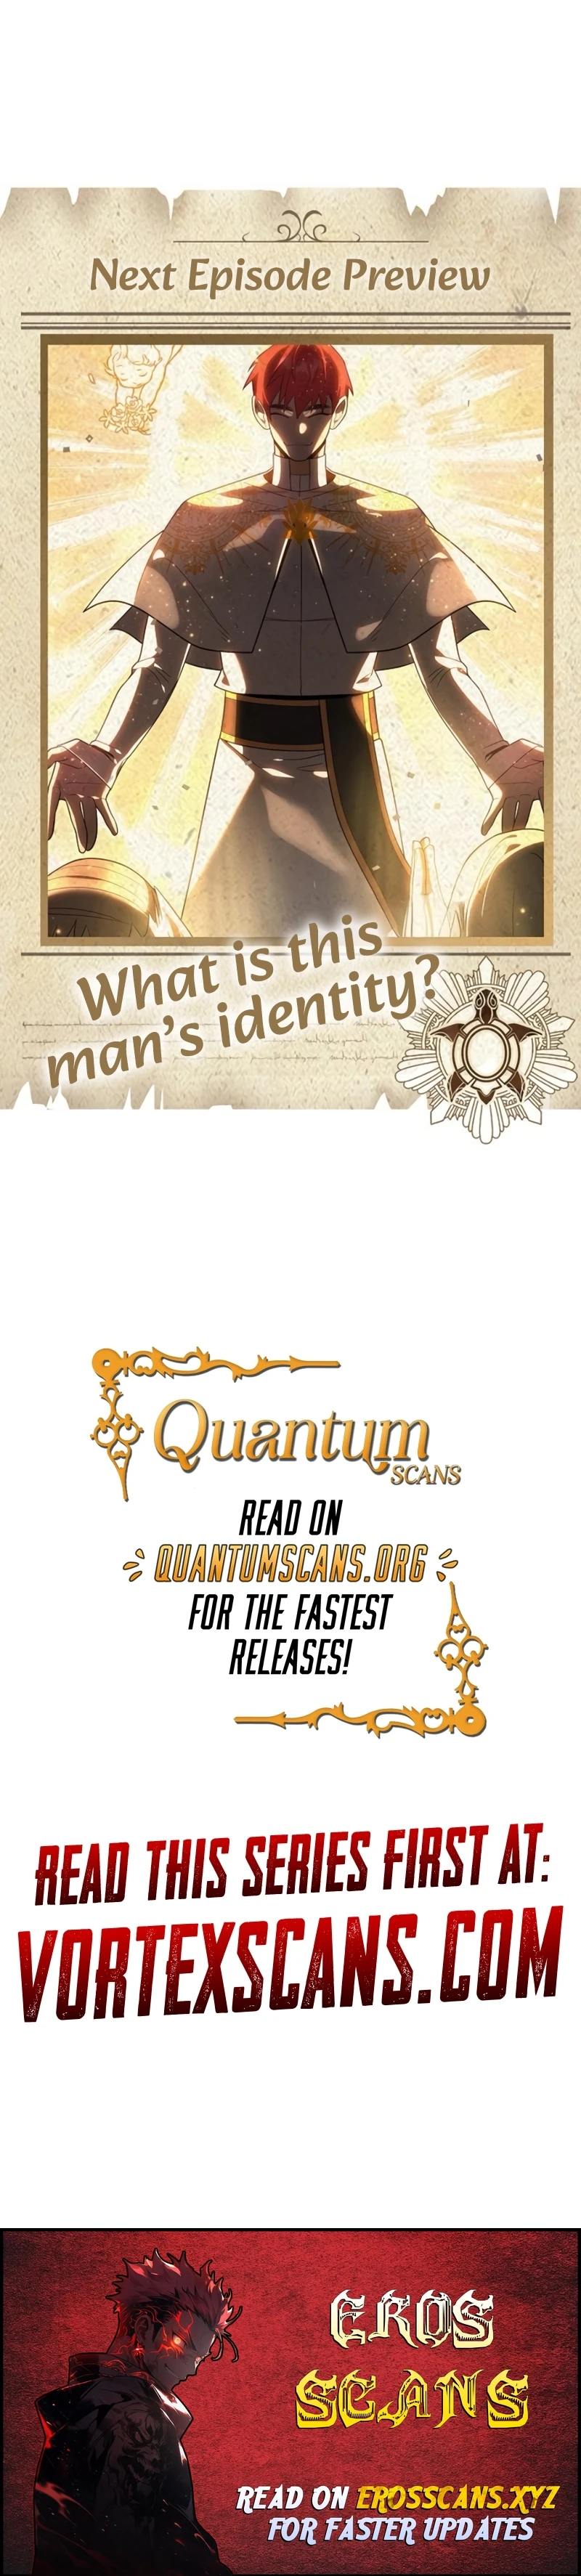 Next Episode Preview
What is this
man's identity?
Quantum
SCANS
READ ON
QUANTUMSCANS.ORG
FOR THE FASTEST
RELEASES!
READ THIS SERIES FIRST AT:
VORTEXSCANS.COM
EROS
SCANS
READ ON EROSSCANS.XYZ
FOR FASTER UPDATES